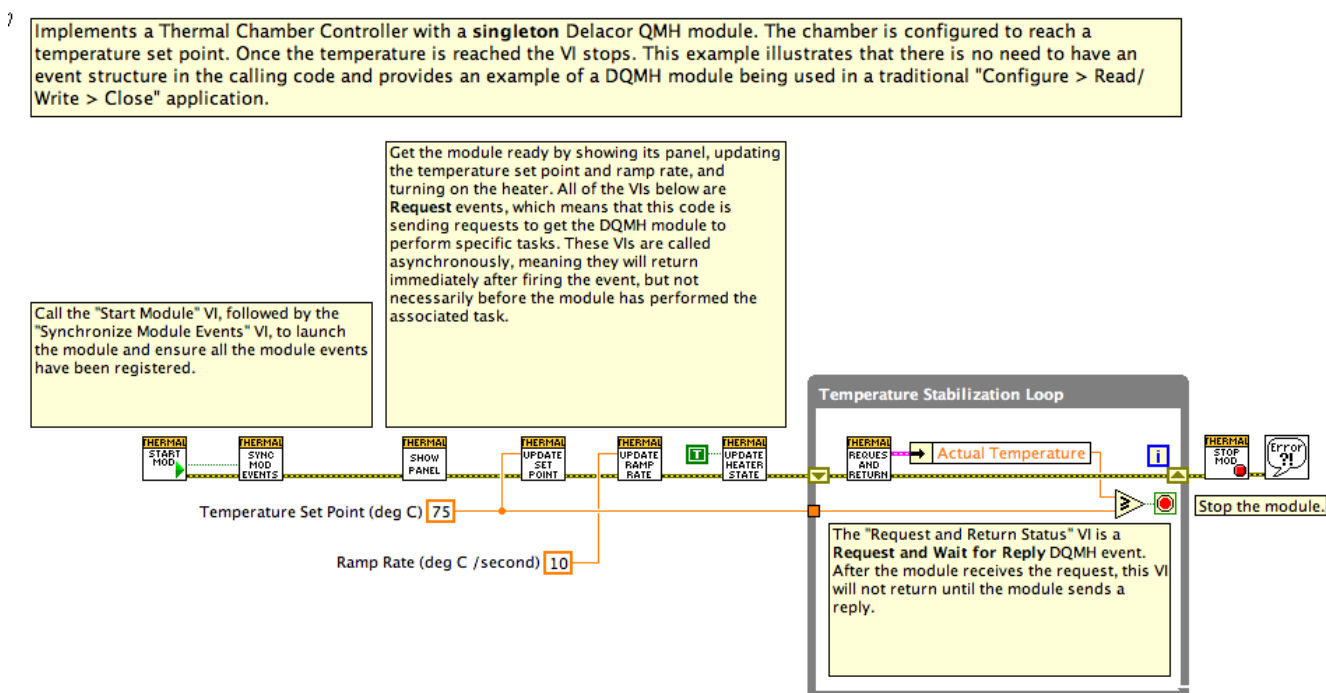 Implements a Thermal Chamber Controller with a singleton Delacor QMH module. The chamber is configured to reach a
temperature set point. Once the temperature is reached the VI stops. This example illustrates that there is no need to have an
event structure in the calling code and provides an example of a DQMH module being used in a traditional "Configure > Read/
Write > Close" application.
Get the module ready by showing its panel, updating
the temperature set point and ramp rate, and
turning on the heater. All of the VIs below are
Request events, which means that this code is
sending requests to get the DQMH module to
perform specific tasks. These VIs are called
asynchronously, meaning they will return
immediately after firing the event, but not
necessarily before the module has performed the
associated task.
Call the "Start Module" VI, followed by the
"Synchronize Module Events" VI, to launch
the module and ensure all the module events
have been registered.
Temperature Stabilization Loop
THERMAL
START
MOD
THERMAL
SYNC
MOD
EVENTS
THERMAL
SHOW
PANEL
THERMAL
UPDATE
SET
POINT
THERMAL
UPDATE
RAMP
RATE
T
THERMAL
UPDATE
HEATER
STATE
THERMAL
REQUES
AND
RETURN
Actual Temperature
i
THERMAL
STOP
MOD
Error
?!
Temperature Set Point (deg C) 75
Ramp Rate (deg C /second) 10
≥
Stop the module.
The "Request and Return Status" VI is a
Request and Wait for Reply DQMH event.
After the module receives the request, this VI
will not return until the module sends a
reply.